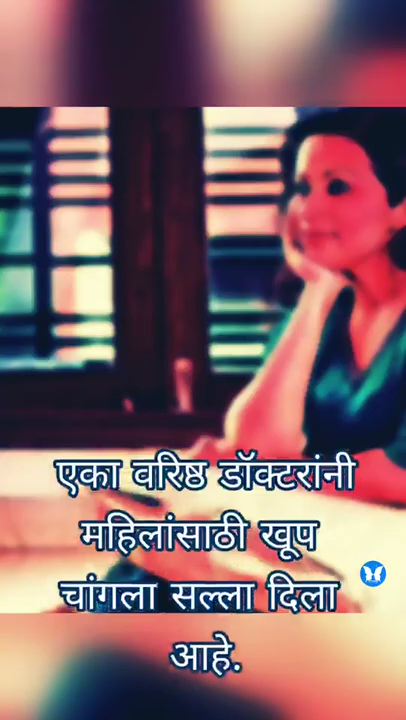 एका वरिष्ठ डॉक्टरांनी
महिलांसाठी खूप
चांगला सल्ला दिला
आहे.